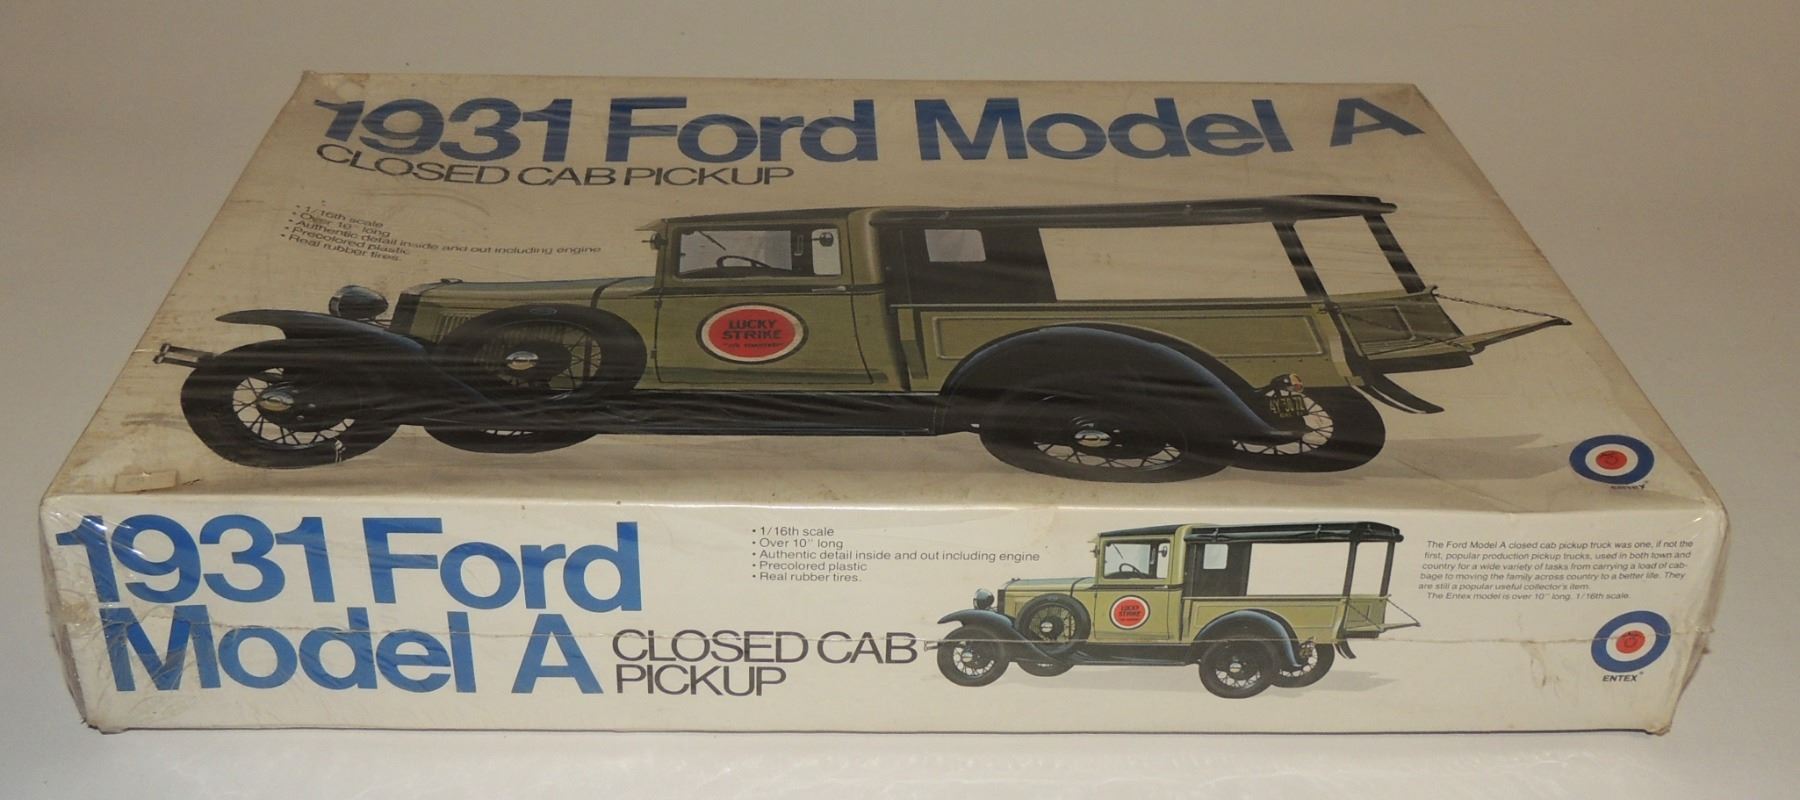 1931 Ford Model A
CLOSED CAB PICKUP
• 1/16th scale
• Over 10" long
• Authentic detail inside and out including engine
• Precolored plastic
• Real rubber tires.
LUCKY
STRIKE
ENTEX
1931 Ford
Model A
CLOSED CAB
PICKUP
• 1/16th scale
• Over 10" long
• Authentic detail inside and out including engine
• Precolored plastic
• Real rubber tires.
LUCKY
STRIKE
The Ford Model A closed cab pickup truck was one, if not the
first, popular production pickup trucks, used in both town and
country for a wide variety of tasks from carrying a load of cab-
bage to moving the family across country to a better life. They
are still a popular useful collector's item.
The Entex model is over 10" long. 1/16th scale.
ENTEX®